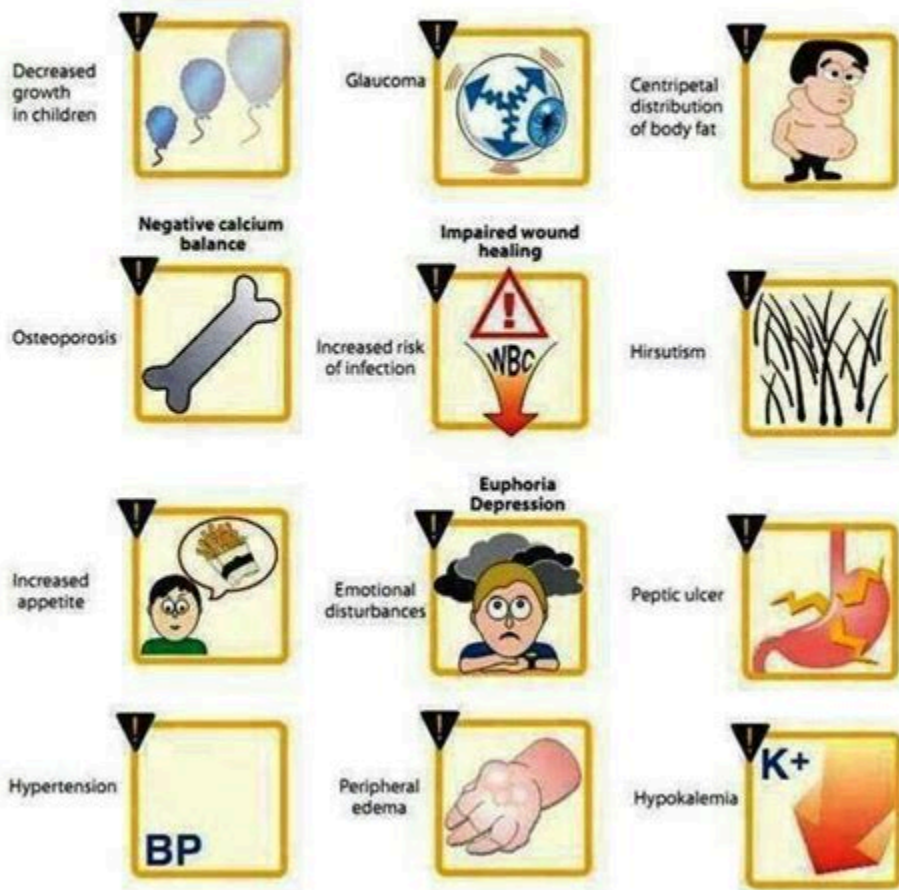 Decreased
growth
in children
Glaucoma
Centripetal
distribution
of body fat
Negative calcium
balance
Osteoporosis
Impaired wound
healing
Increased risk
of infection
!
WBC
Hirsutism
Increased
appetite
Euphoria
Depression
Emotional
disturbances
Peptic ulcer
Hypertension
BP
Peripheral
edema
Hypokalemia
K+